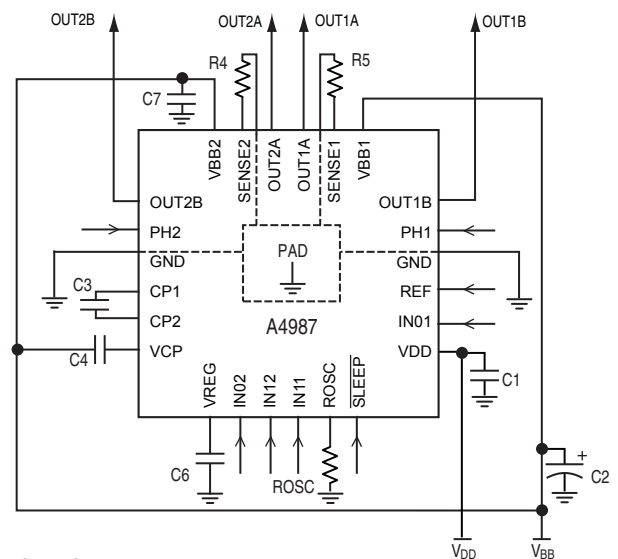 OUT2B
OUT2A
OUT1A
OUT1B
R4
R5
C7
VBB2
SENSE2
OUT2A
OUT1A
SENSE1
VBB1
OUT2B
OUT1B
PH2
PH1
GND
PAD
GND
C3
CP1
REF
CP2
A4987
IN01
C4
VCP
VDD
C1
VREG
IN02
IN12
IN11
ROSC
SLEEP
C6
ROSC
+
C2
VDD
VBB